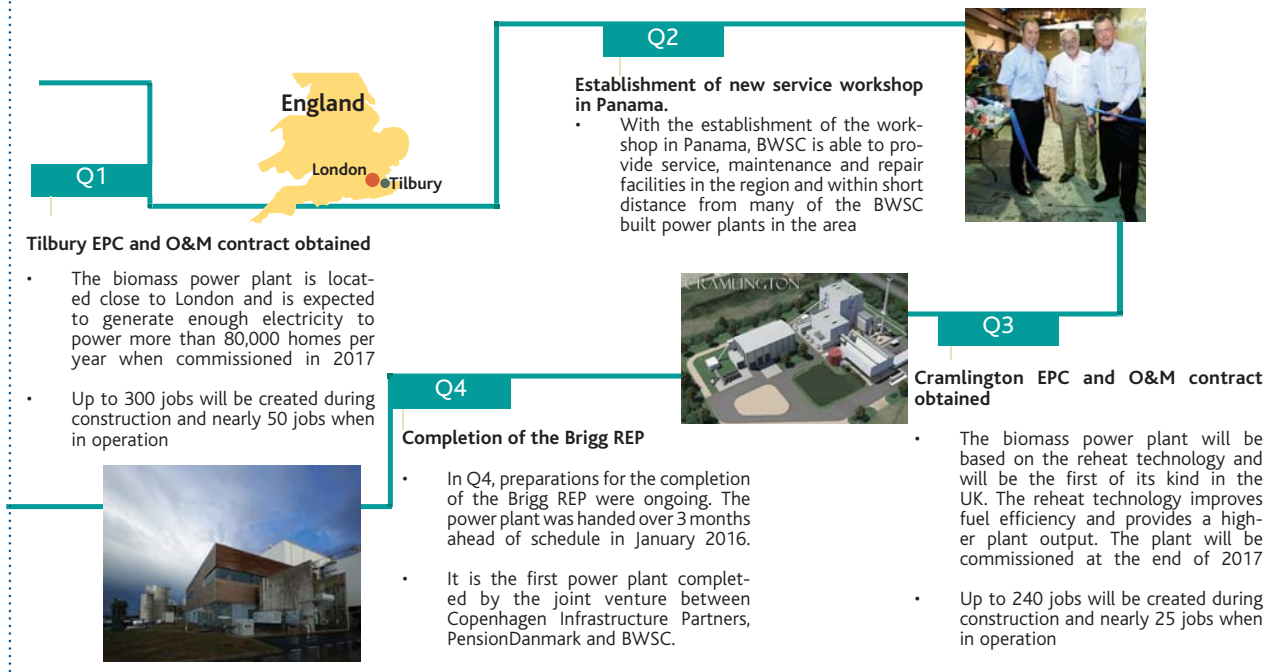 Q1
England
London
Tilbury
Tilbury EPC and O&M contract obtained
• The biomass power plant is locat-
ed close to London and is expected
to generate enough electricity to
power more than 80,000 homes per
year when commissioned in 2017
• Up to 300 jobs will be created during
construction and nearly 50 jobs when
in operation
Q2
Establishment of new service workshop
in Panama.
• With the establishment of the work-
shop in Panama, BWSC is able to pro-
vide service, maintenance and repair
facilities in the region and within short
distance from many of the BWSC
built power plants in the area
CRAMLINGTON
Q3
Cramlington EPC and O&M contract
obtained
• The biomass power plant will be
based on the reheat technology and
will be the first of its kind in the
UK. The reheat technology improves
fuel efficiency and provides a high-
er plant output. The plant will be
commissioned at the end of 2017
• Up to 240 jobs will be created during
construction and nearly 25 jobs when
in operation
Q4
Completion of the Brigg REP
• In Q4, preparations for the completion
of the Brigg REP were ongoing. The
power plant was handed over 3 months
ahead of schedule in January 2016.
• It is the first power plant complet-
ed by the joint venture between
Copenhagen Infrastructure Partners,
PensionDanmark and BWSC.